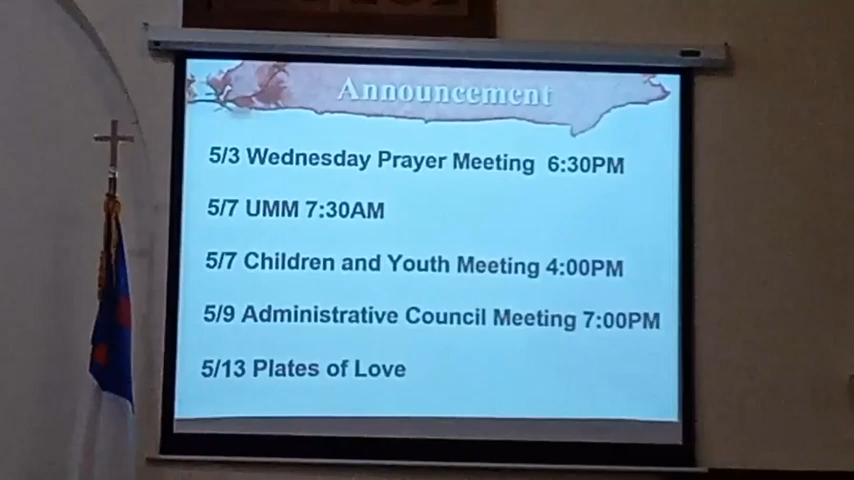 Announcement
5/3 Wednesday Prayer Meeting 6:30PM
5/7 UMM 7:30AM
5/7 Children and Youth Meeting 4:00PM
5/9 Administrative Council Meeting 7:00PM
5/13 Plates of Love